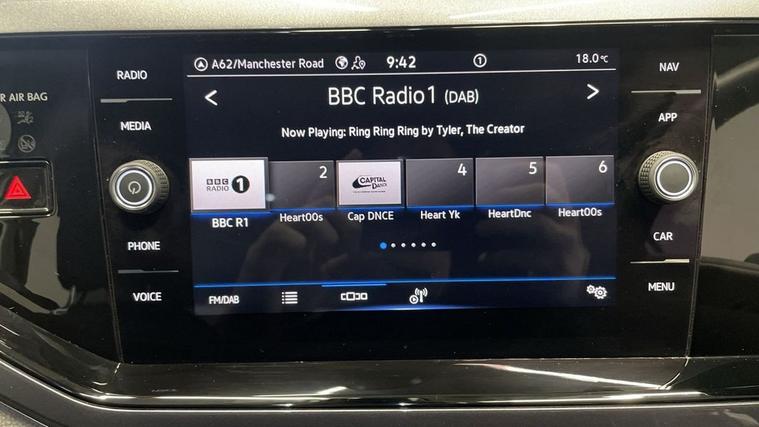 A62/Manchester Road
9:42
1
18.0°C
BBC Radio1 (DAB)
Now Playing: Ring Ring Ring by Tyler, The Creator
BBC RADIO 1
2
CAPITAL DANCE
4
5
6
BBC R1
Heart00s
Cap DNCE
Heart Yk
HeartDnc
Heart00s
FM/DAB
RADIO
MEDIA
PHONE
VOICE
NAV
APP
CAR
MENU
R AIR BAG